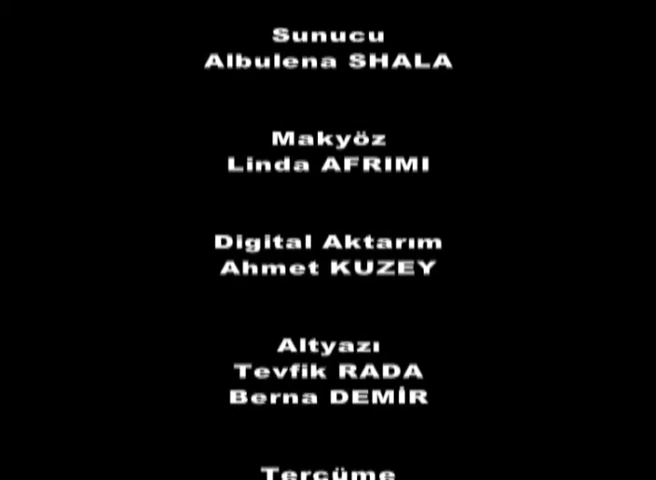 Sunucu
Albulena SHALA
Makyöz
Linda AFRIMI
Digital Aktarım
Ahmet KUZEY
Altyazı
Tevfik RADA
Berna DEMİR
Tercüme